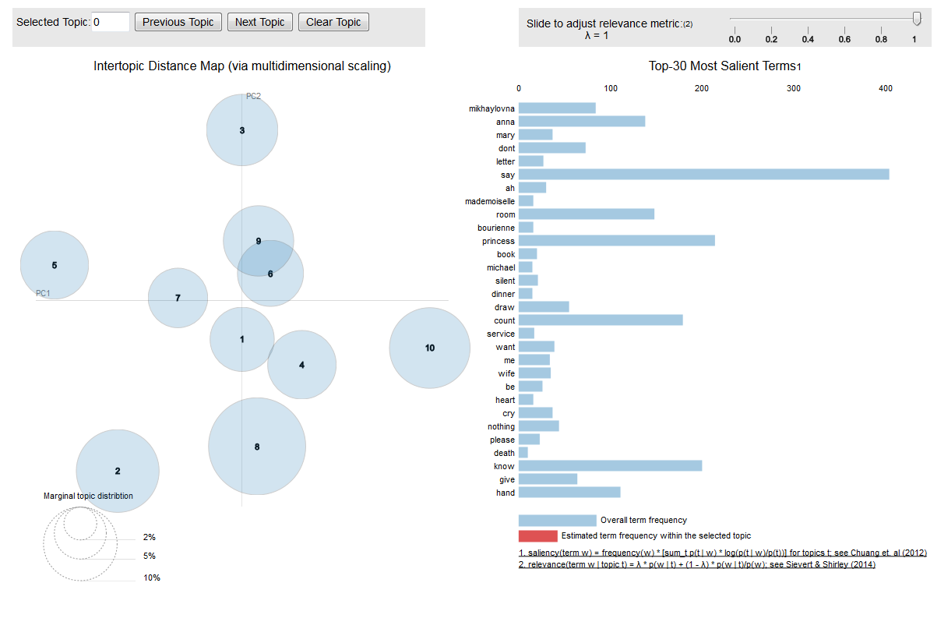 Selected Topic: 0 Previous Topic Next Topic Clear Topic
Slide to adjust relevance metric:(2)
λ = 1
0.0 0.2 0.4 0.6 0.8 1
Intertopic Distance Map (via multidimensional scaling)
PC2
3
9
5
6
PC1
7
1
10
4
8
2
Marginal topic distribtion
2%
5%
10%
Top-30 Most Salient Terms1
0 100 200 300 400
mikhaylovna
anna
mary
dont
letter
say
ah
mademoiselle
room
bourienne
princess
book
michael
silent
dinner
draw
count
service
want
me
wife
be
heart
cry
nothing
please
death
know
give
hand
Overall term frequency
Estimated term frequency within the selected topic
1. saliency(term w) = frequency(w) * [sum_t p(t | w) * log(p(t | w)/p(t))] for topics t; see Chuang et. al (2012)
2. relevance(term w | topic t) = λ * p(w | t) + (1 - λ) * p(w | t)/p(w); see Sievert & Shirley (2014)